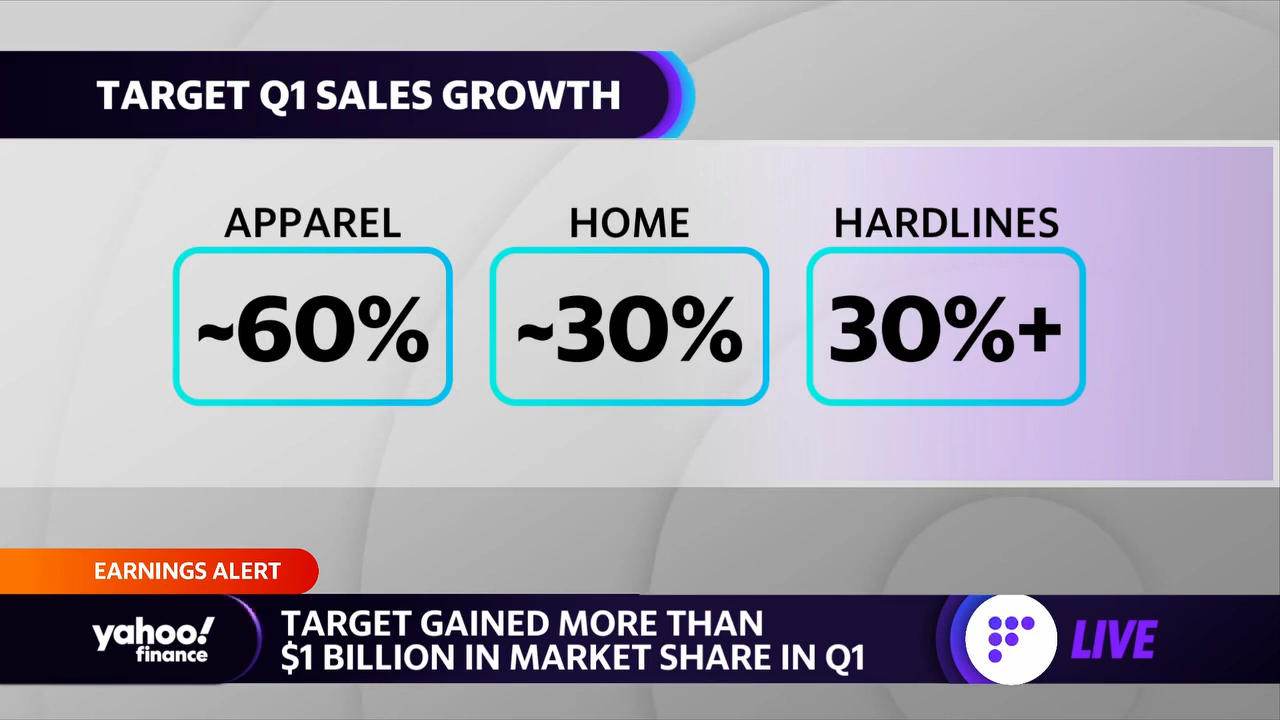 TARGET Q1 SALES GROWTH
APPAREL
~60%
HOME
~30%
HARDLINES
30%+
EARNINGS ALERT
yahoo!
finance
TARGET GAINED MORE THAN
$1 BILLION IN MARKET SHARE IN Q1
LIVE